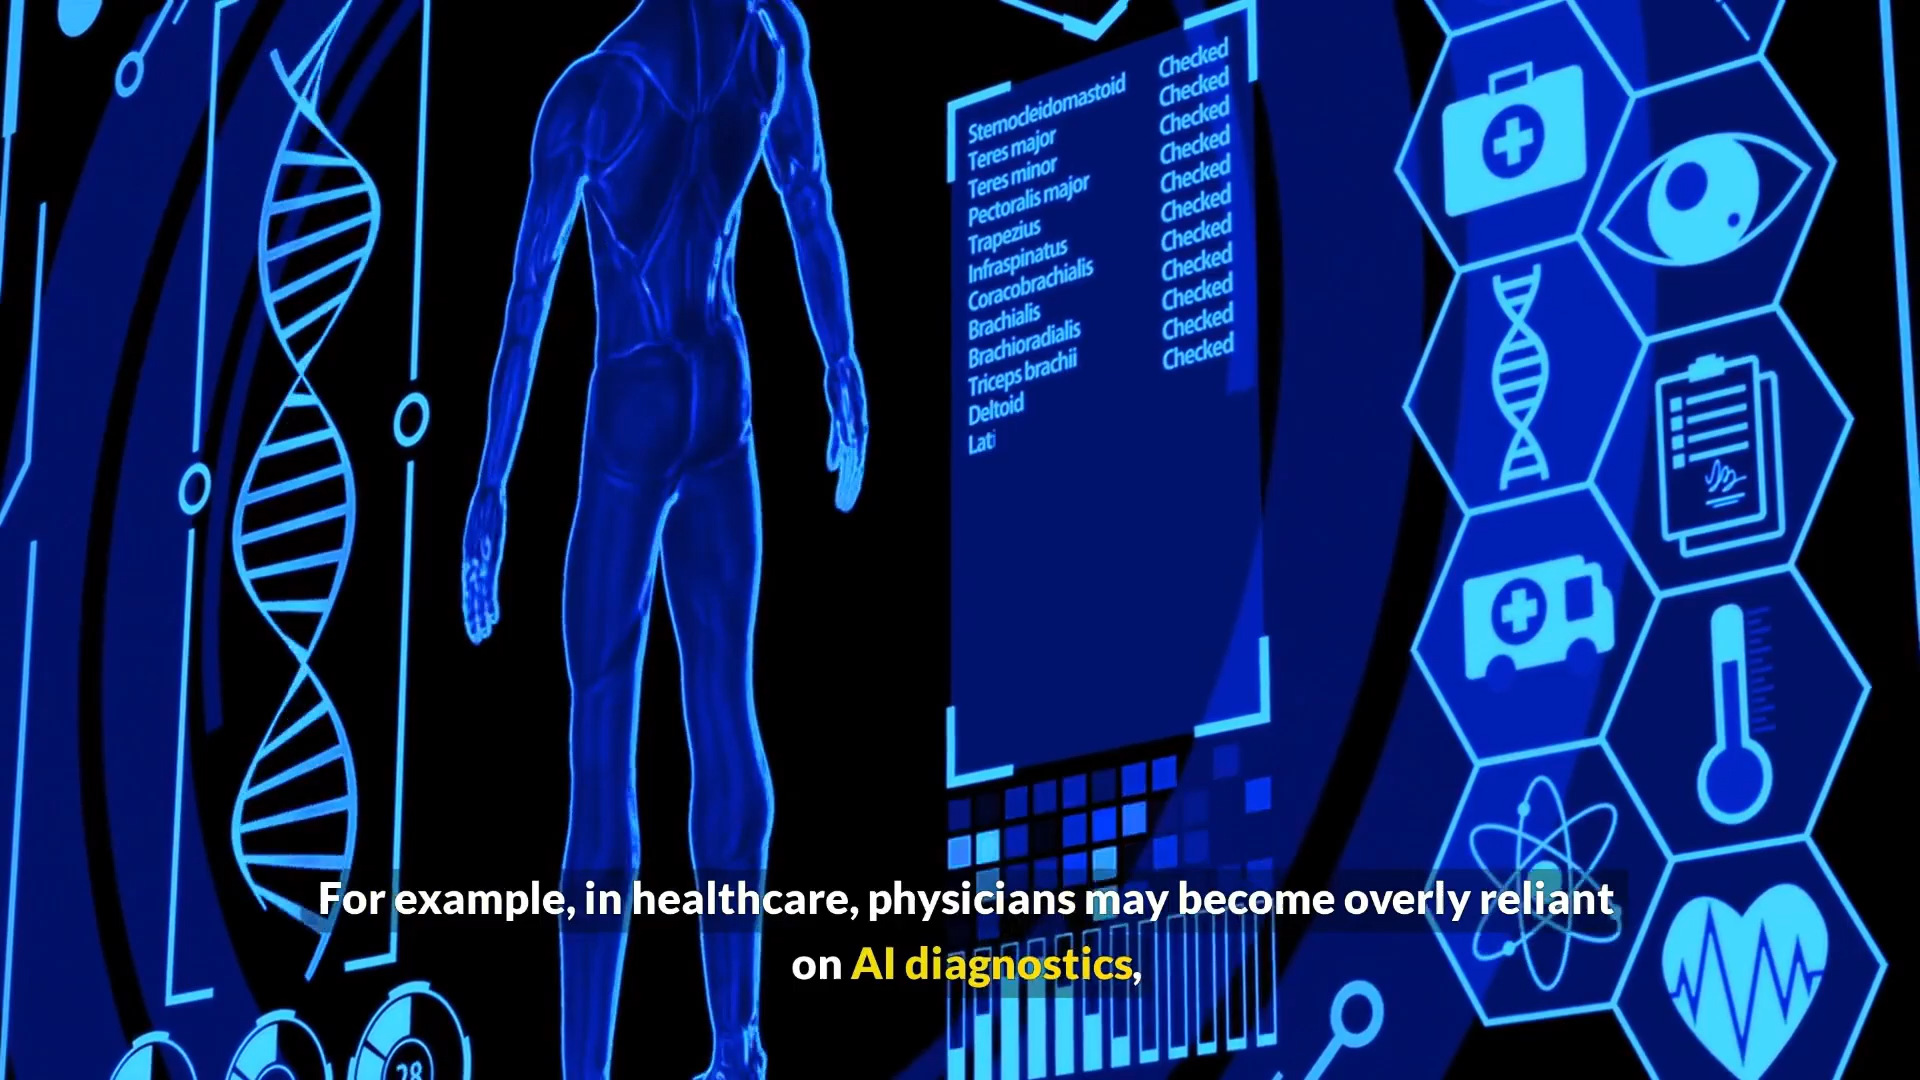 Sternocleidomastoid Checked
Teres major Checked
Teres minor Checked
Pectoralis major Checked
Trapezius Checked
Infraspinatus Checked
Coracobrachialis Checked
Brachialis Checked
Brachioradialis Checked
Triceps brachii Checked
Deltoid Checked
Lati
28
For example, in healthcare, physicians may become overly reliant
on AI diagnostics,